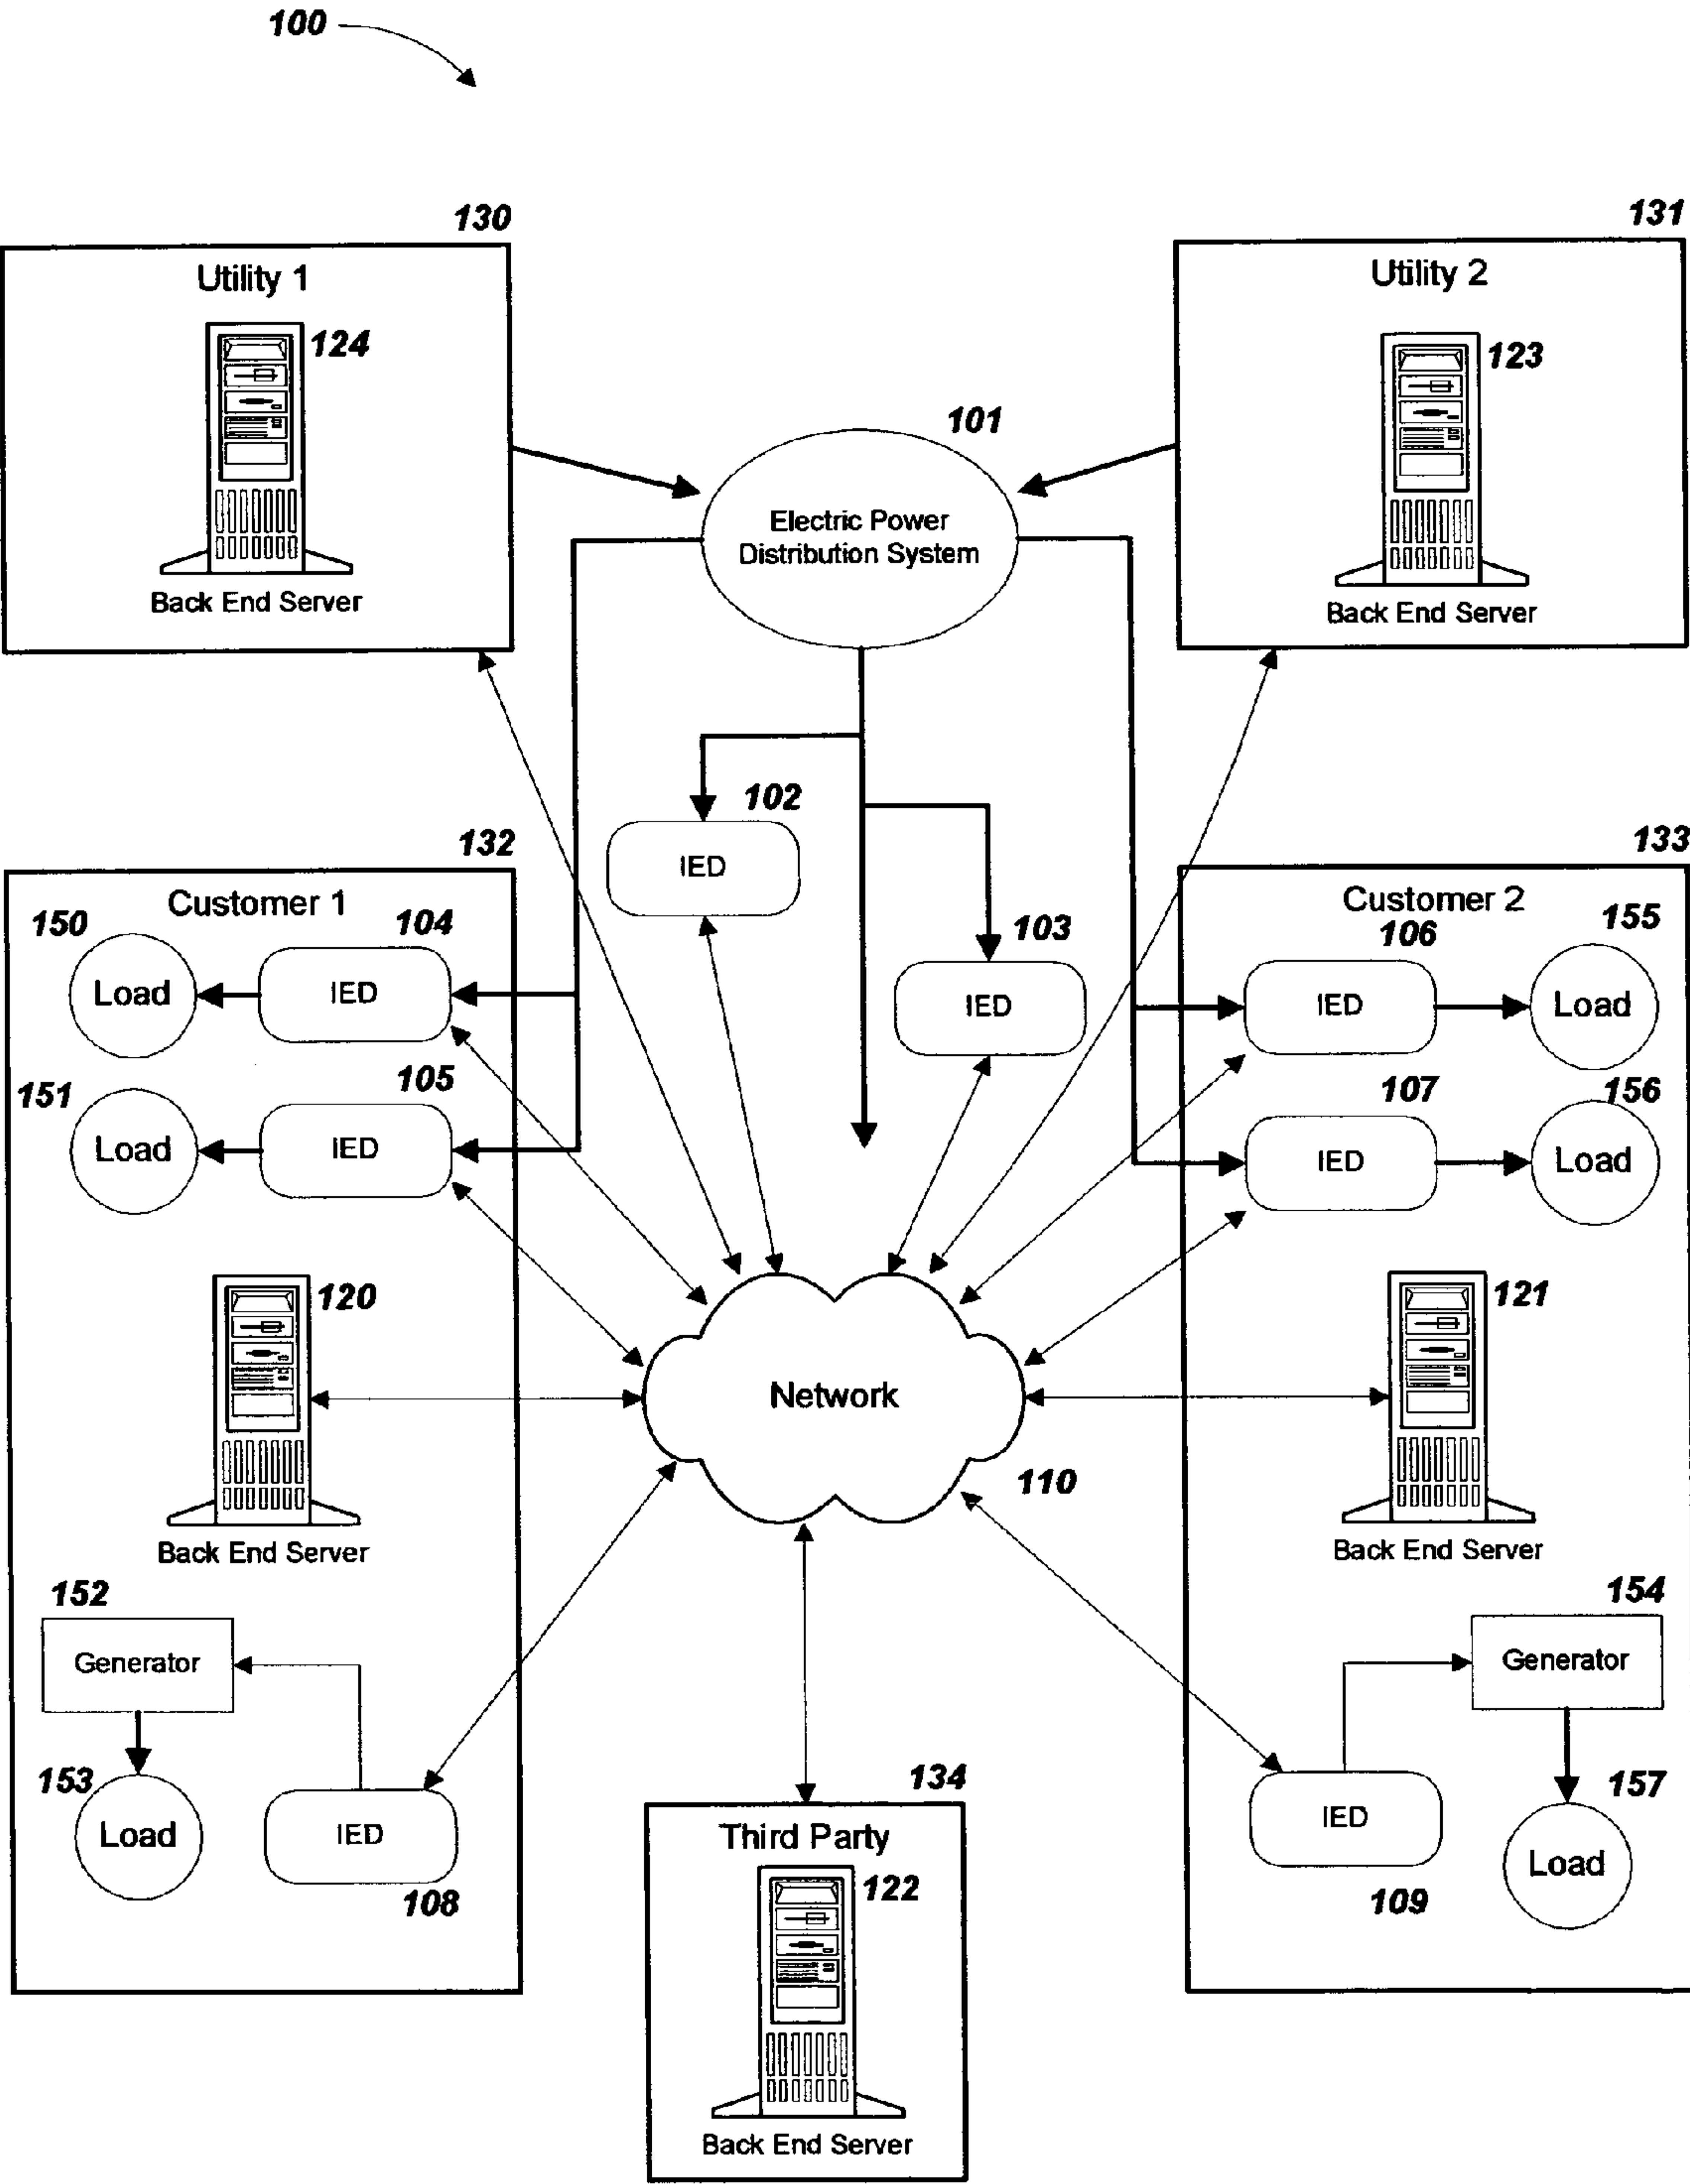 100
130
131
Utility 1
Utility 2
124
123
101
Electric Power
Distribution System
Back End Server
Back End Server
102
132
133
IED
Customer 1
Customer 2
150
104
103
155
106
Load
IED
IED
IED
Load
151
105
107
156
Load
IED
IED
Load
120
121
Network
110
Back End Server
Back End Server
152
154
Generator
Generator
153
134
157
Load
IED
Third Party
IED
Load
108
122
109
Back End Server